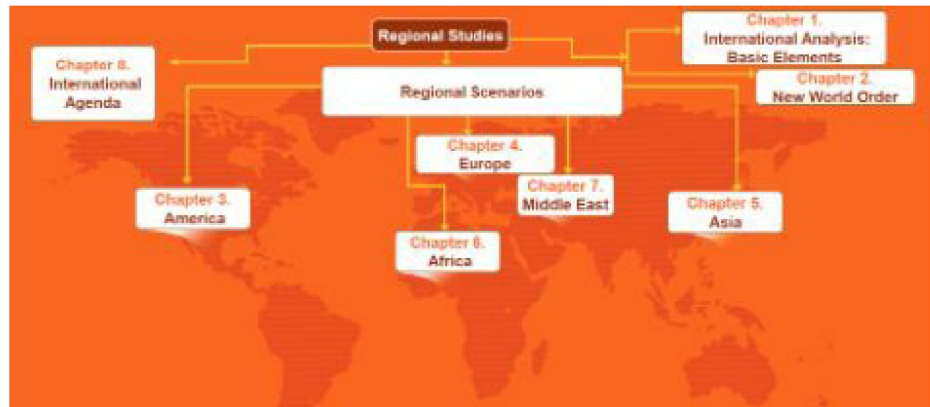 Regional Studies
Chapter 1.
International Analysis:
Basic Elements
Chapter 2.
New World Order
Chapter 8.
International
Agenda
Regional Scenarios
Chapter 4.
Europe
Chapter 7.
Middle East
Chapter 3.
America
Chapter 5.
Asia
Chapter 6.
Africa